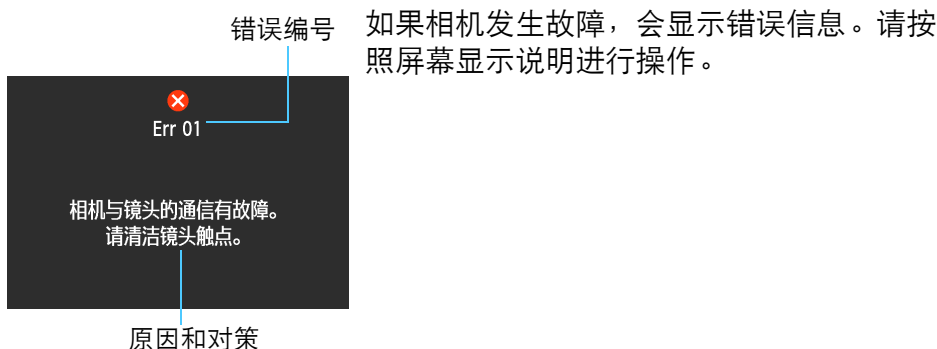 错误编号
如果相机发生故障，会显示错误信息。请按
照屏幕显示说明进行操作。
Err 01
相机与镜头的通信有故障。
请清洁镜头触点。
原因和对策